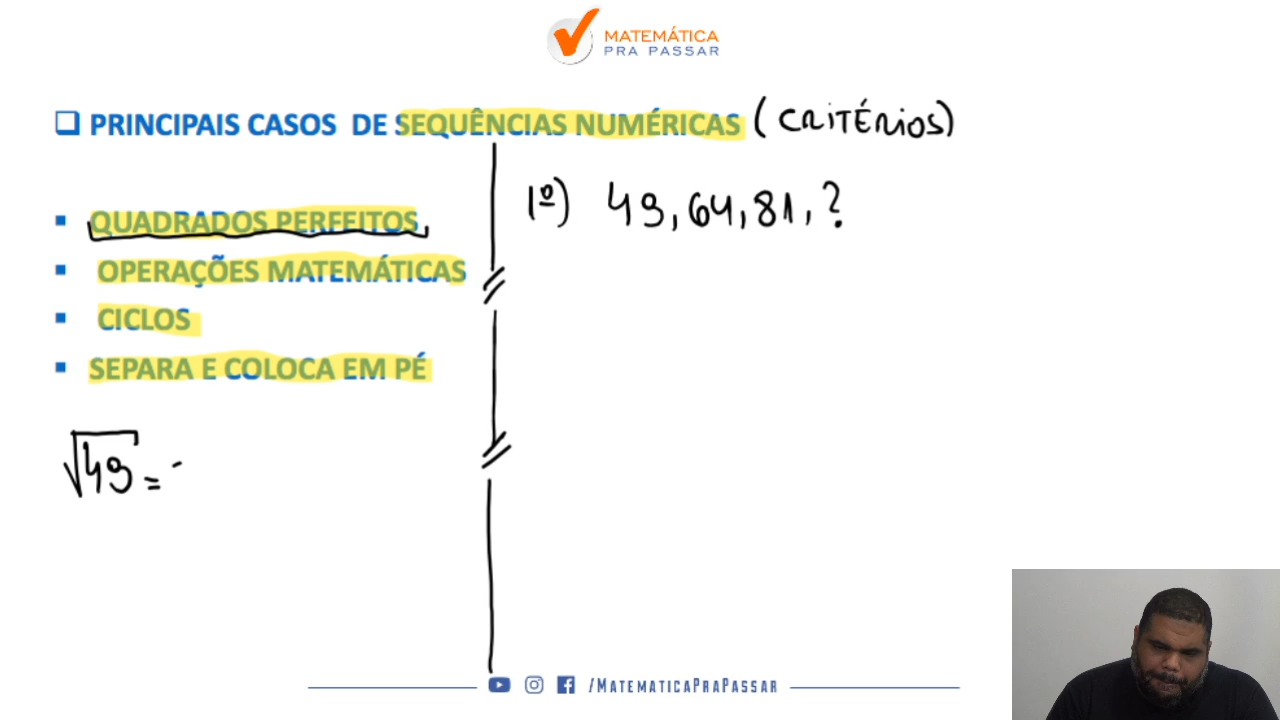 MATEMÁTICA
PRA PASSAR
PRINCIPAIS CASOS DE SEQUÊNCIAS NUMÉRICAS (CRITÉRIOS)
QUADRADOS PERFEITOS
OPERAÇÕES MATEMÁTICAS
CICLOS
SEPARA E COLOCA EM PÉ
√49 =
1º) 49, 64, 81, ?
/MATEMATICAPRAPASSAR